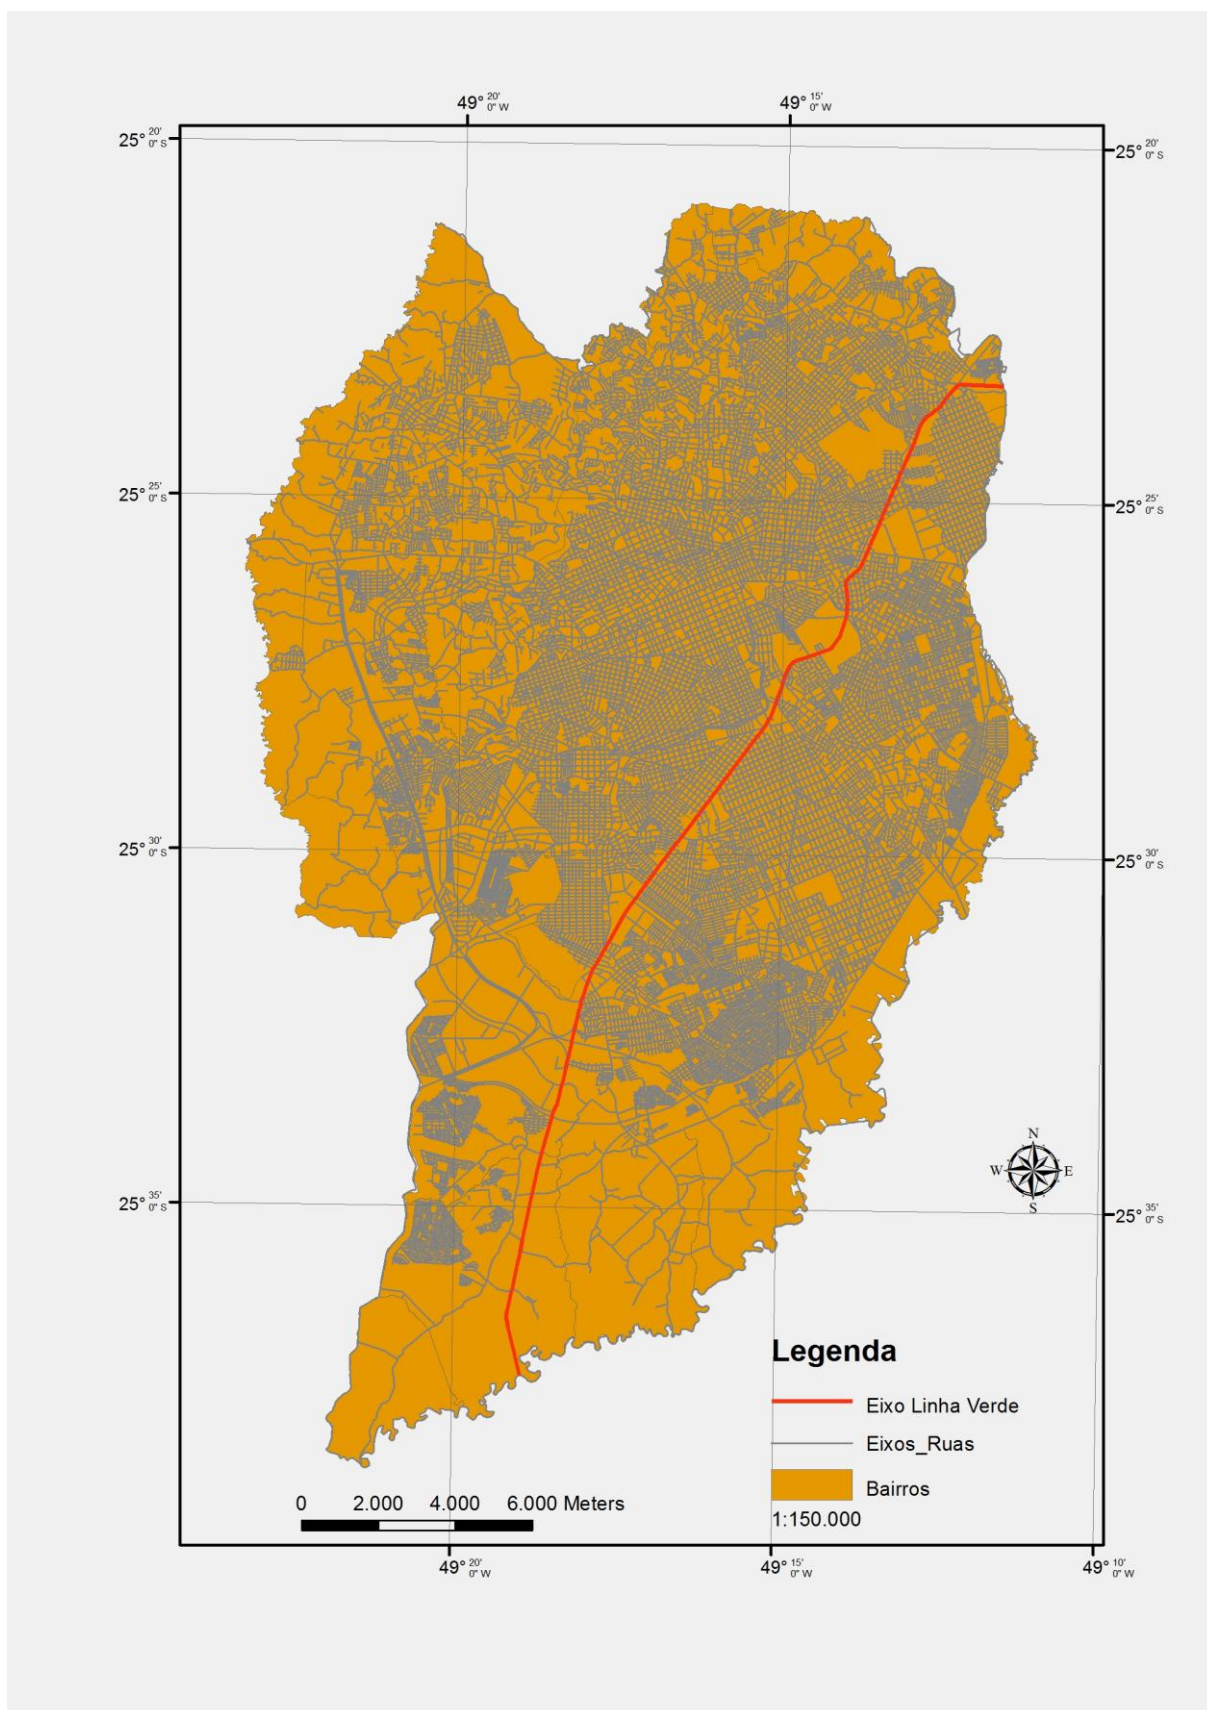 49° 20' 0" W
49° 15' 0" W
25° 20' 0" S
25° 20' 0" S
25° 25' 0" S
25° 25' 0" S
25° 30' 0" S
25° 30' 0" S
N
W E
S
25° 35' 0" S
25° 35' 0" S
Legenda
Eixo Linha Verde
Eixos_Ruas
Bairros
0 2.000 4.000 6.000 Meters
1:150.000
49° 20' 0" W
49° 15' 0" W
49° 10' 0" W